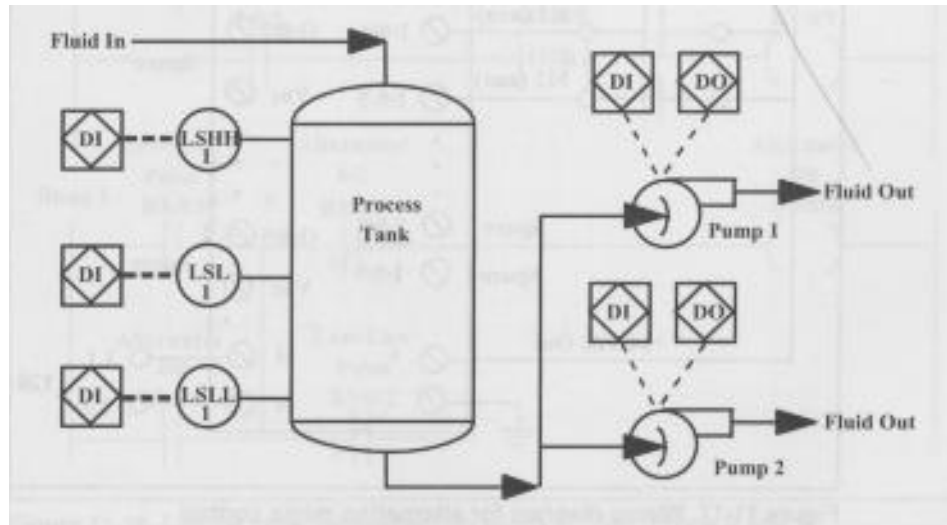 Fluid In
DI
DO
DI
LSHH
1
Process
Tank
Fluid Out
Pump 1
DI
LSL
1
DI
DO
DI
LSLL
1
Fluid Out
Pump 2